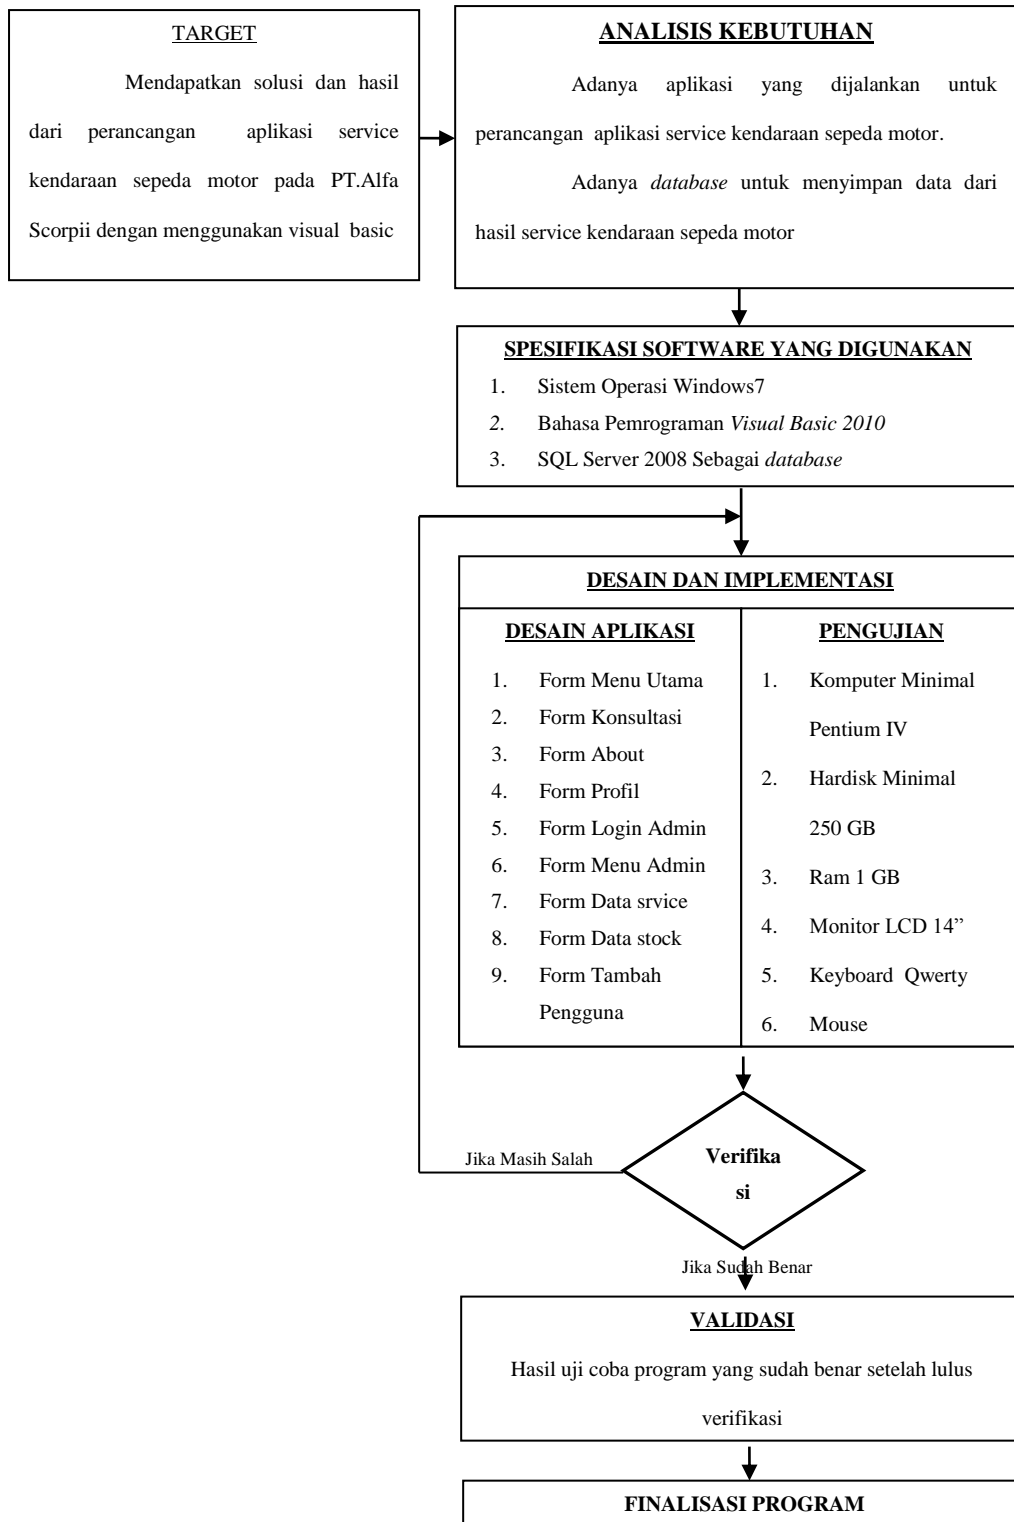 TARGET
Mendapatkan solusi dan hasil
dari perancangan aplikasi service
kendaraan sepeda motor pada PT.Alfa
Scorpii dengan menggunakan visual basic
ANALISIS KEBUTUHAN
Adanya aplikasi yang dijalankan untuk
perancangan aplikasi service kendaraan sepeda motor.
Adanya database untuk menyimpan data dari
hasil service kendaraan sepeda motor
SPESIFIKASI SOFTWARE YANG DIGUNAKAN
1. Sistem Operasi Windows7
2. Bahasa Pemrograman Visual Basic 2010
3. SQL Server 2008 Sebagai database
DESAIN DAN IMPLEMENTASI
DESAIN APLIKASI
1. Form Menu Utama
2. Form Konsultasi
3. Form About
4. Form Profil
5. Form Login Admin
6. Form Menu Admin
7. Form Data srvice
8. Form Data stock
9. Form Tambah
Pengguna
PENGUJIAN
1. Komputer Minimal
Pentium IV
2. Hardisk Minimal
250 GB
3. Ram 1 GB
4. Monitor LCD 14”
5. Keyboard Qwerty
6. Mouse
Verifika
si
Jika Masih Salah
Jika Sudah Benar
VALIDASI
Hasil uji coba program yang sudah benar setelah lulus
verifikasi
FINALISASI PROGRAM